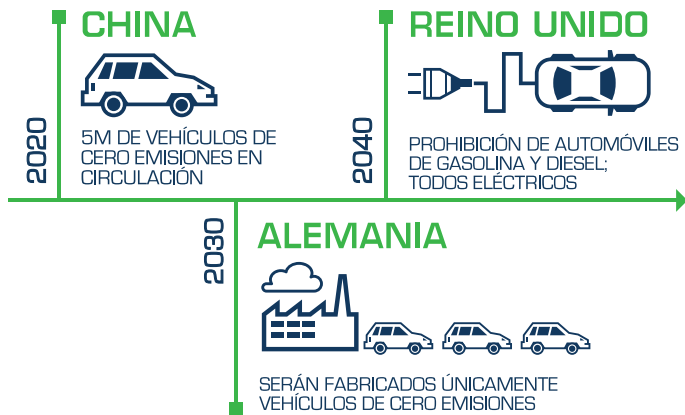 CHINA
2020
5M DE VEHÍCULOS DE
CERO EMISIONES EN
CIRCULACIÓN
REINO UNIDO
2040
PROHIBICIÓN DE AUTOMÓVILES
DE GASOLINA Y DIESEL;
TODOS ELÉCTRICOS
ALEMANIA
2030
SERÁN FABRICADOS ÚNICAMENTE
VEHÍCULOS DE CERO EMISIONES